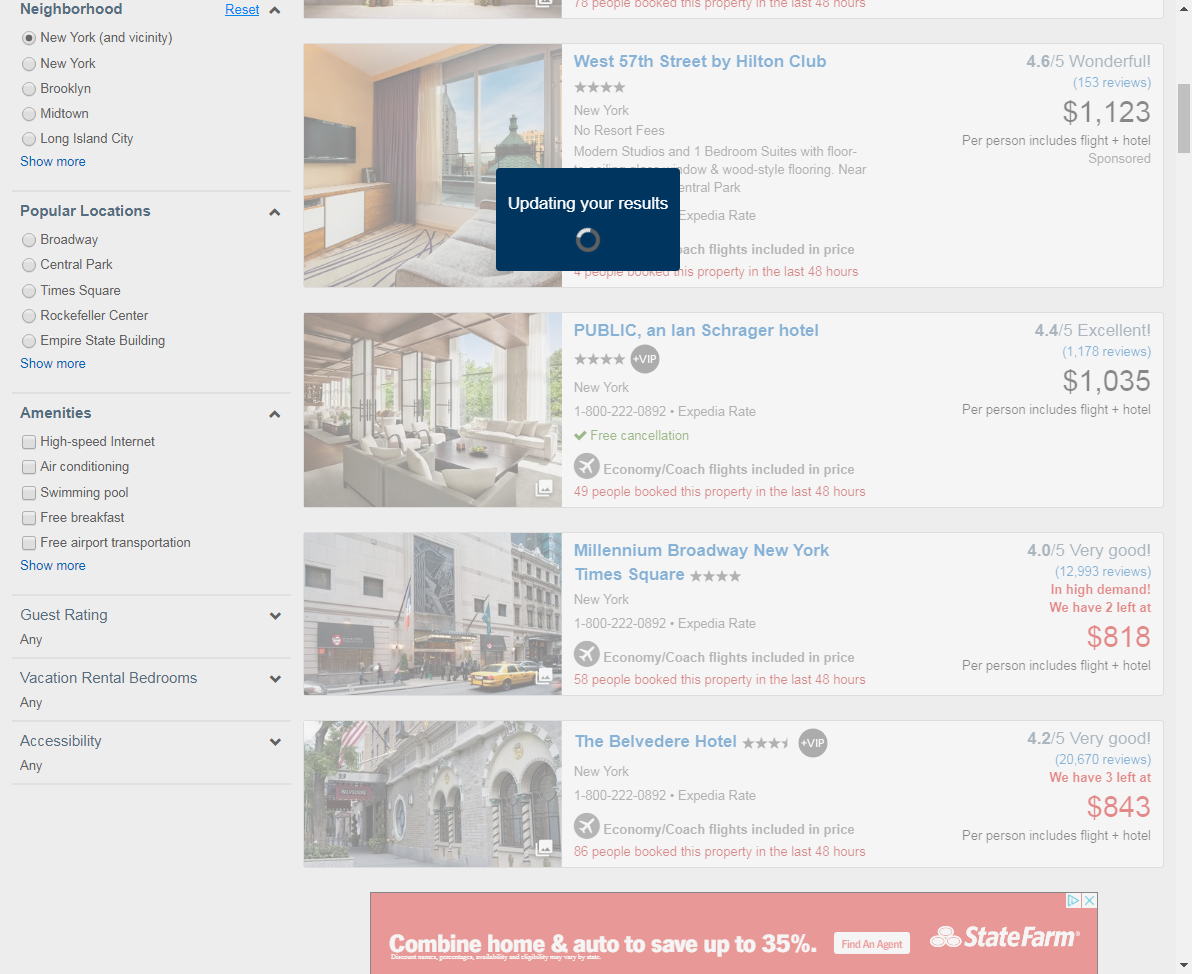 Neighborhood
Reset
New York (and vicinity)
New York
Brooklyn
Midtown
Long Island City
Show more
Popular Locations
Broadway
Central Park
Times Square
Rockefeller Center
Empire State Building
Show more
Amenities
High-speed Internet
Air conditioning
Swimming pool
Free breakfast
Free airport transportation
Show more
Guest Rating
Any
Vacation Rental Bedrooms
Any
Accessibility
Any
78 people booked this property in the last 48 hours
West 57th Street by Hilton Club
New York
No Resort Fees
Modern Studios and 1 Bedroom Suites with floor-
window & wood-style flooring. Near
Central Park
Expedia Rate
flights included in price
4 people booked this property in the last 48 hours
4.6/5 Wonderful!
(153 reviews)
$1,123
Per person includes flight + hotel
Sponsored
Updating your results
PUBLIC, an Ian Schrager hotel
+VIP
New York
1-800-222-0892 • Expedia Rate
Free cancellation
Economy/Coach flights included in price
49 people booked this property in the last 48 hours
4.4/5 Excellent!
(1,178 reviews)
$1,035
Per person includes flight + hotel
Millennium Broadway New York
Times Square
New York
1-800-222-0892 • Expedia Rate
Economy/Coach flights included in price
58 people booked this property in the last 48 hours
4.0/5 Very good!
(12,993 reviews)
In high demand!
We have 2 left at
$818
Per person includes flight + hotel
The Belvedere Hotel
+VIP
New York
1-800-222-0892 • Expedia Rate
Economy/Coach flights included in price
86 people booked this property in the last 48 hours
4.2/5 Very good!
(20,670 reviews)
We have 3 left at
$843
Per person includes flight + hotel
Combine home & auto to save up to 35%.
Discount names, percentages, availability and eligibility may vary by state.
Find An Agent
StateFarm